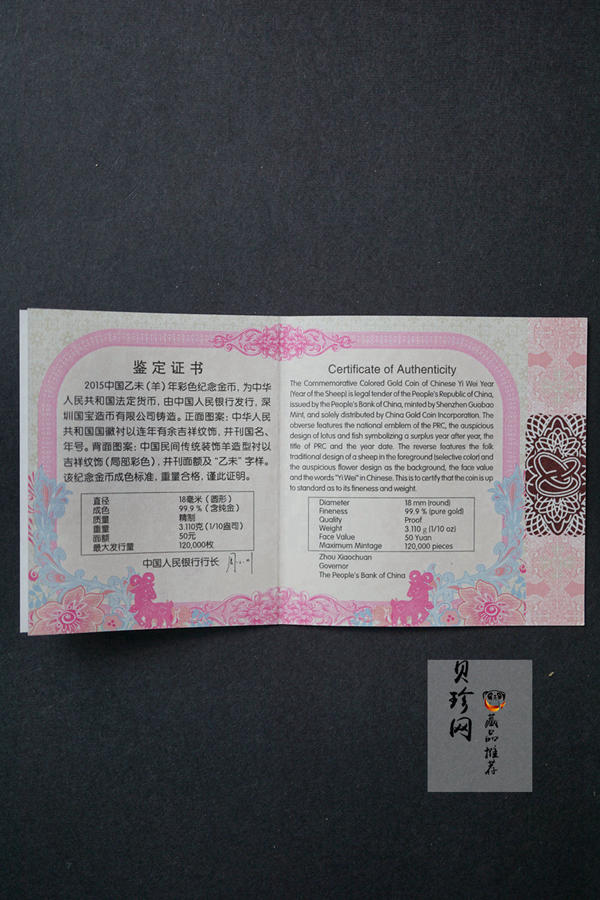 鉴定证书
2015中国乙未（羊）年彩色纪念金币，为中华
人民共和国法定货币，由中国人民银行发行，深
圳国宝造币有限公司铸造。正面图案：中华人民
共和国国徽衬以连年有余吉祥纹饰，并刊国名、
年号。背面图案：中国民间传统装饰羊造型衬以
吉祥纹饰（局部彩色），并刊面额及“乙未”字样。
该纪念金币成色标准，重量合格，谨此证明。
直径 18毫米（圆形）
成色 99.9％（含纯金）
质量 精制
重量 3.110克（1/10盎司）
面额 50元
最大发行量 120,000枚
中国人民银行行长
Certificate of Authenticity
The Commemorative Colored Gold Coin of Chinese Yi Wei Year
(Year of the Sheep) is legal tender of the People's Republic of China,
issued by the People's Bank of China, minted by Shenzhen Guobao
Mint, and solely distributed by China Gold Coin Incorporation. The
obverse features the national emblem of the PRC, the auspicious
design of lotus and fish symbolizing a surplus year after year, the
title of PRC and the year date. The reverse features the folk
traditional design of a sheep in the foreground (selective color) and
the auspicious flower design as the background, the face value
and the words "Yi Wei" in Chinese. This is to certify that the coin is up
to standard as to its fineness and weight.
Diameter 18 mm (round)
Fineness 99.9 % (pure gold)
Quality Proof
Weight 3.110 g (1/10 oz)
Face Value 50 Yuan
Maximum Mintage 120,000 pieces
Zhou Xiaochuan
Governor
The People's Bank of China
贝珍网
藏品推荐